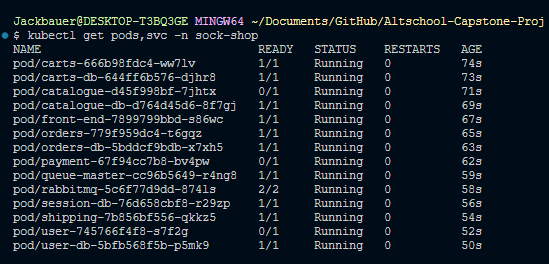 Jackbauer@DESKTOP-T3BQ3GE MINGW64 ~/Documents/GitHub/Altschool-Capstone-Proj
$ kubectl get pods,svc -n sock-shop
NAME READY STATUS RESTARTS AGE
pod/carts-666b98fdc4-ww7lv 1/1 Running 0 74s
pod/carts-db-644ff6b576-djhr8 1/1 Running 0 73s
pod/catalogue-d45f998bf-7jhtx 0/1 Running 0 71s
pod/catalogue-db-d764d45d6-8f7gj 1/1 Running 0 69s
pod/front-end-7899799bbd-s86wc 1/1 Running 0 67s
pod/orders-779f959dc4-t6gqz 1/1 Running 0 65s
pod/orders-db-5bddcf9bdb-x7xh5 1/1 Running 0 63s
pod/payment-67f94cc7b8-bv4pw 0/1 Running 0 62s
pod/queue-master-cc96b5649-r4ng8 1/1 Running 0 59s
pod/rabbitmq-5c6f77d9dd-874ls 2/2 Running 0 58s
pod/session-db-76d658cbf8-r29zp 1/1 Running 0 56s
pod/shipping-7b856bf556-qkkz5 1/1 Running 0 54s
pod/user-745766f4f8-s7f2g 0/1 Running 0 52s
pod/user-db-5bfb568f5b-p5mk9 1/1 Running 0 50s